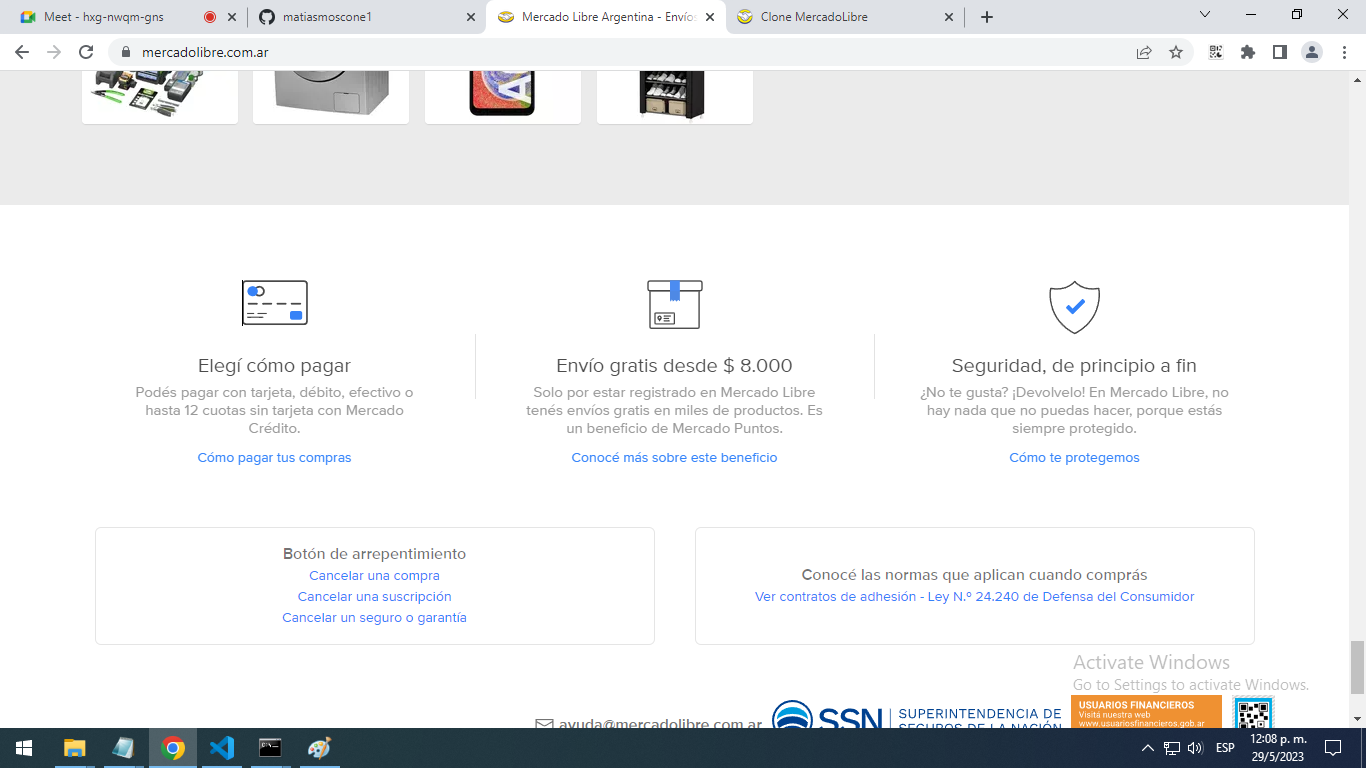 Meet - hxg-nwqm-gns
matiasmoscone1
Mercado Libre Argentina - Envíos
Clone MercadoLibre
mercadolibre.com.ar
Elegí cómo pagar
Podés pagar con tarjeta, débito, efectivo o
hasta 12 cuotas sin tarjeta con Mercado
Crédito.
Cómo pagar tus compras
Envío gratis desde $ 8.000
Solo por estar registrado en Mercado Libre
tenés envíos gratis en miles de productos. Es
un beneficio de Mercado Puntos.
Conocé más sobre este beneficio
Seguridad, de principio a fin
¿No te gusta? ¡Devolvelo! En Mercado Libre, no
hay nada que no puedas hacer, porque estás
siempre protegido.
Cómo te protegemos
Botón de arrepentimiento
Cancelar una compra
Cancelar una suscripción
Cancelar un seguro o garantía
Conocé las normas que aplican cuando comprás
Ver contratos de adhesión - Ley N.º 24.240 de Defensa del Consumidor
Activate Windows
Go to Settings to activate Windows.
ayuda@mercadolibre.com.ar
SSN
SUPERINTENDENCIA DE
SEGUROS DE LA NACIÓN
USUARIOS FINANCIEROS
Visitá nuestra web
www.usuariosfinancieros.gob.ar
ESP
12:08 p. m.
29/5/2023